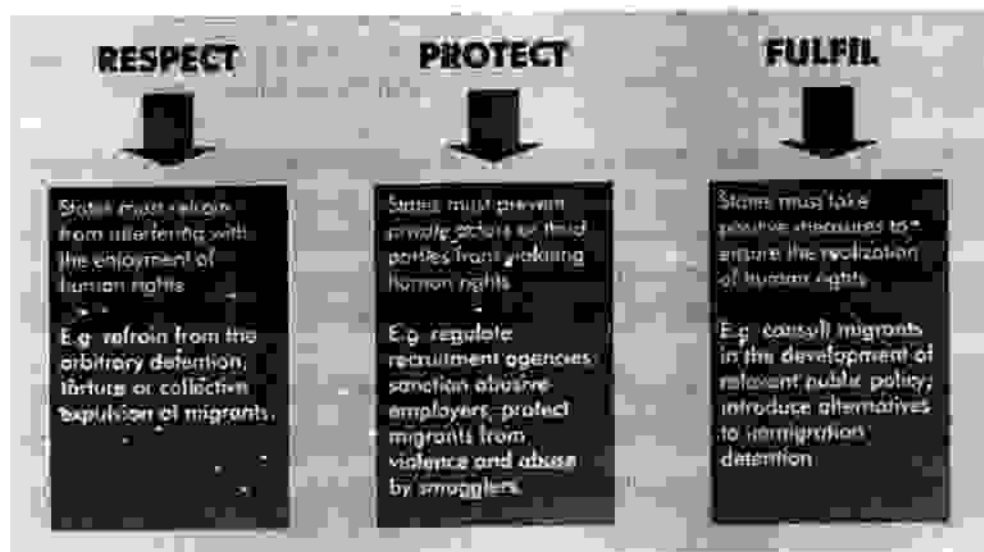 RESPECT
States must refrain
from interfering with
the enjoyment of
human rights
E.g. refrain from the
arbitrary detention,
torture or collective
expulsion of migrants.
PROTECT
States must prevent
private actors or third
parties from violating
human rights
E.g. regulate
recruitment agencies,
sanction abusive
employers, protect
migrants from
violence and abuse
by smugglers.
FULFIL
States must take
positive measures to
ensure the realization
of human rights
E.g. consult migrants
in the development of
relevant public policy,
introduce alternatives
to immigration
detention